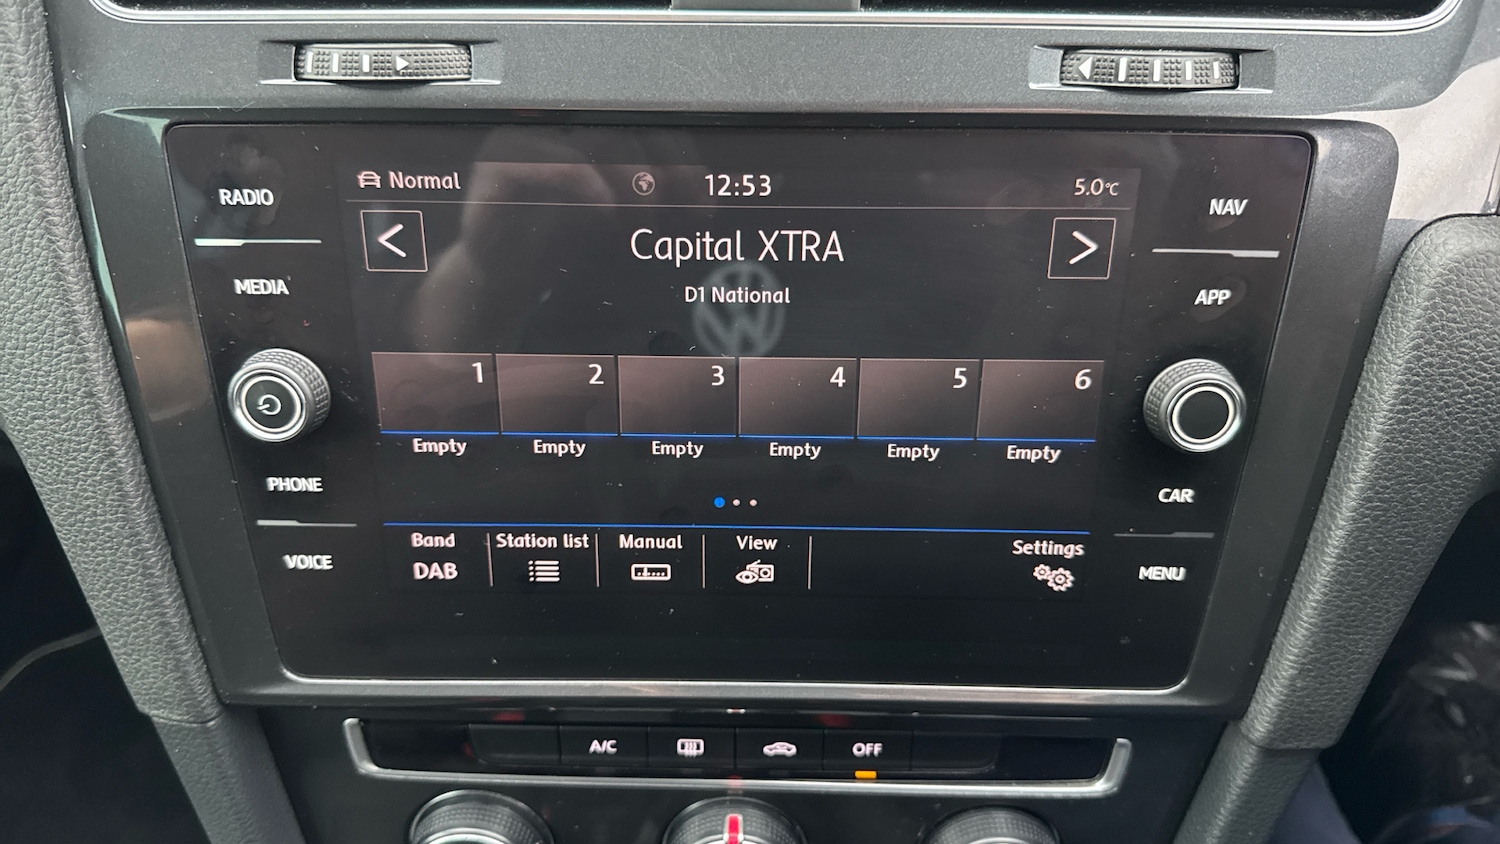 RADIO
MEDIA
PHONE
VOICE
Normal
12:53
5.0°C
<
Capital XTRA
>
D1 National
1
2
3
4
5
6
Empty
Empty
Empty
Empty
Empty
Empty
Band
DAB
Station list
Manual
View
Settings
NAV
APP
CAR
MENU
A/C
OFF